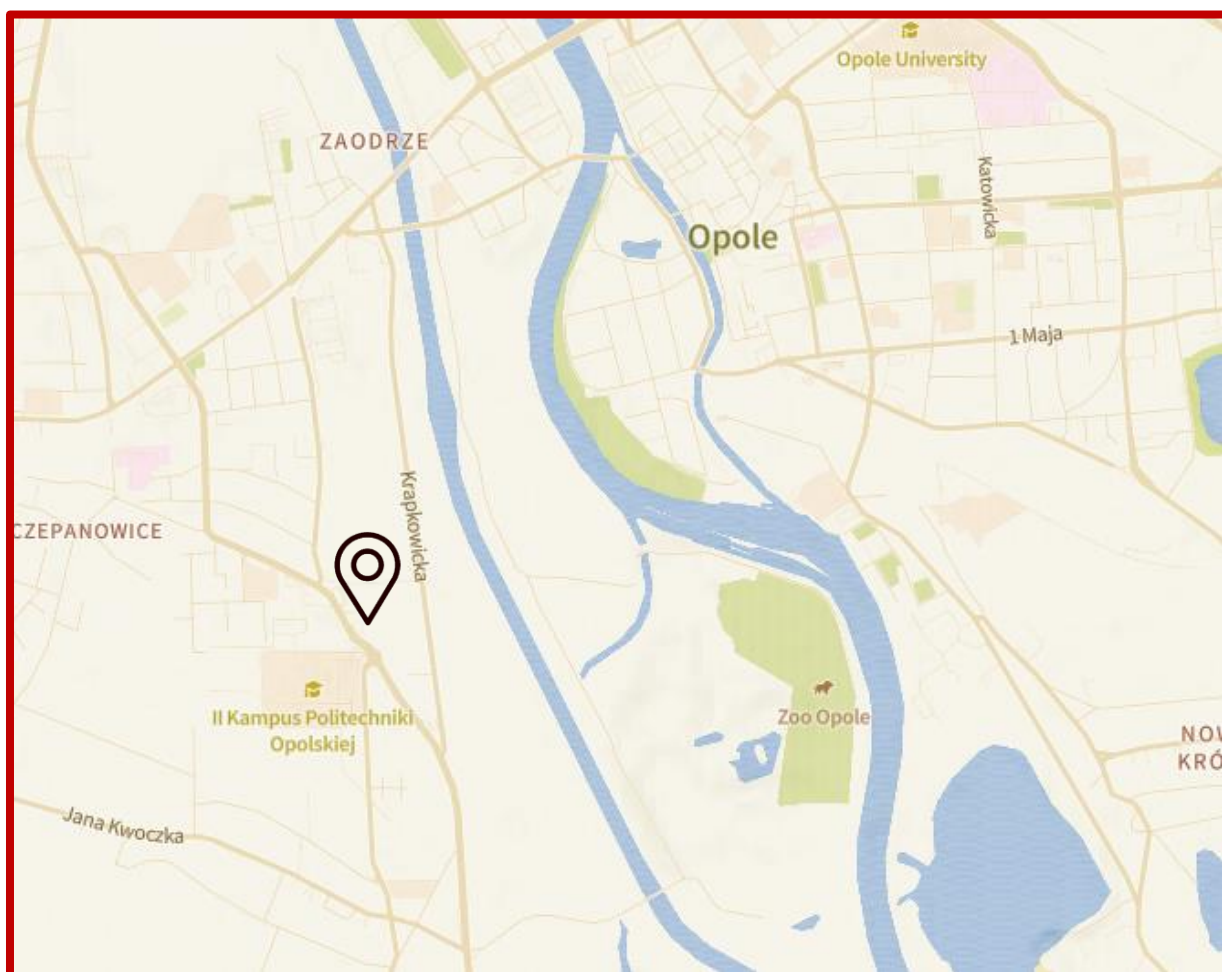 Opole University
ZAODRZE
Katowicka
Opole
1 Maja
Krapkowicka
CZEPANOWICE
II Kampus Politechniki
Opolskiej
Zoo Opole
NOW
KRÓ
Jana Kwoczka